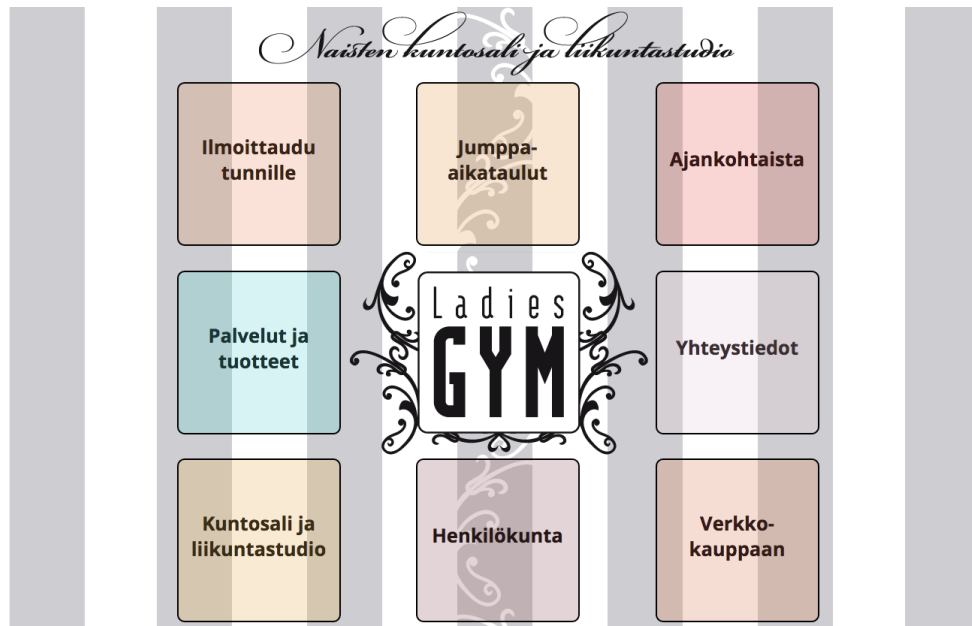 Naisten kuntosali ja liikuntastudio
Ilmoittaudu
tunnille
Jumppa-
aikataulut
Ajankohtaista
Palvelut ja
tuotteet
Ladies
GYM
Yhteystiedot
Kuntosali ja
liikuntastudio
Henkilökunta
Verkko-
kauppaan